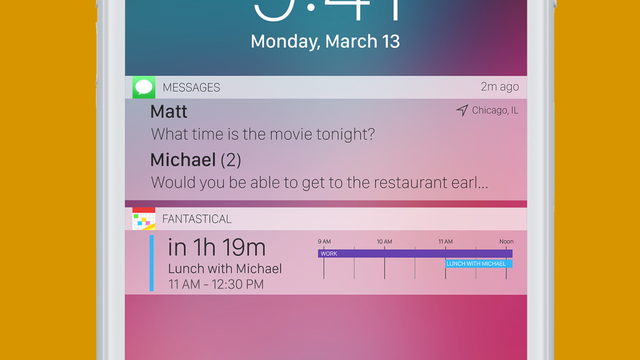 9:41
Monday, March 13
MESSAGES
2m ago
Matt
Chicago, IL
What time is the movie tonight?
Michael (2)
Would you be able to get to the restaurant earl...
FANTASTICAL
in 1h 19m
Lunch with Michael
11 AM - 12:30 PM
9 AM 10 AM 11 AM Noon
WORK
LUNCH WITH MICHAEL